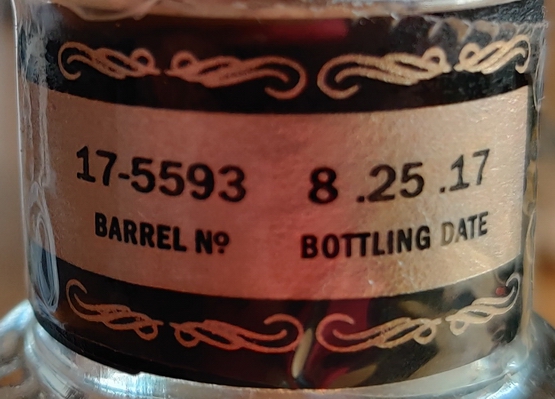 17-5593 8.25.17
BARREL Nº BOTTLING DATE